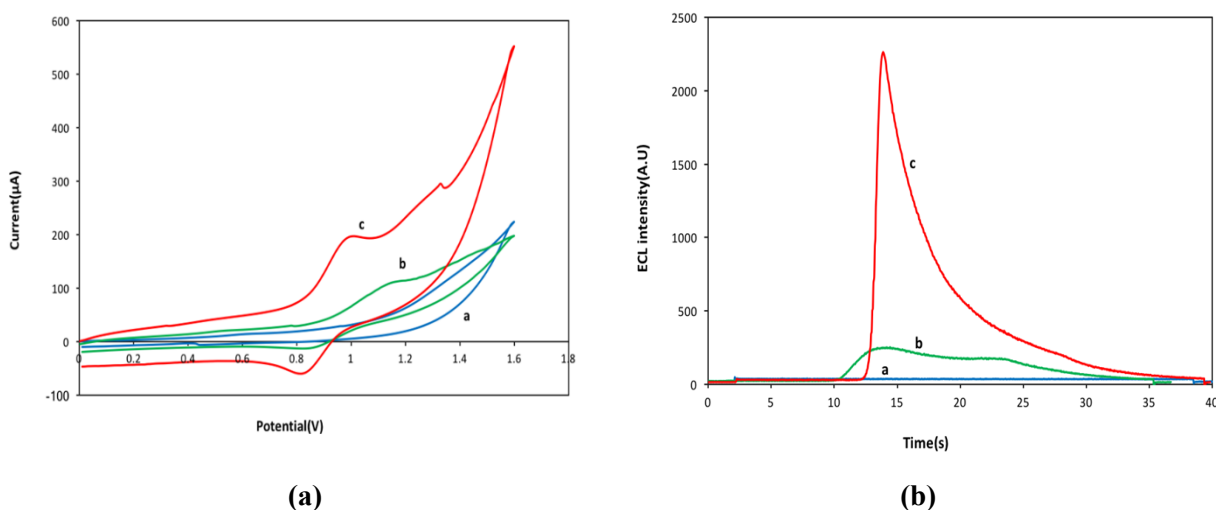 600
500
400
300
200
100
0
-100
0 0.2 0.4 0.6 0.8 1 1.2 1.4 1.6 1.8
Current(µA)
Potential(V)
c
b
a
(a)
2500
2000
1500
1000
500
0
0 5 10 15 20 25 30 35 40
ECL intensity(A.U)
Time(s)
c
b
a
(b)